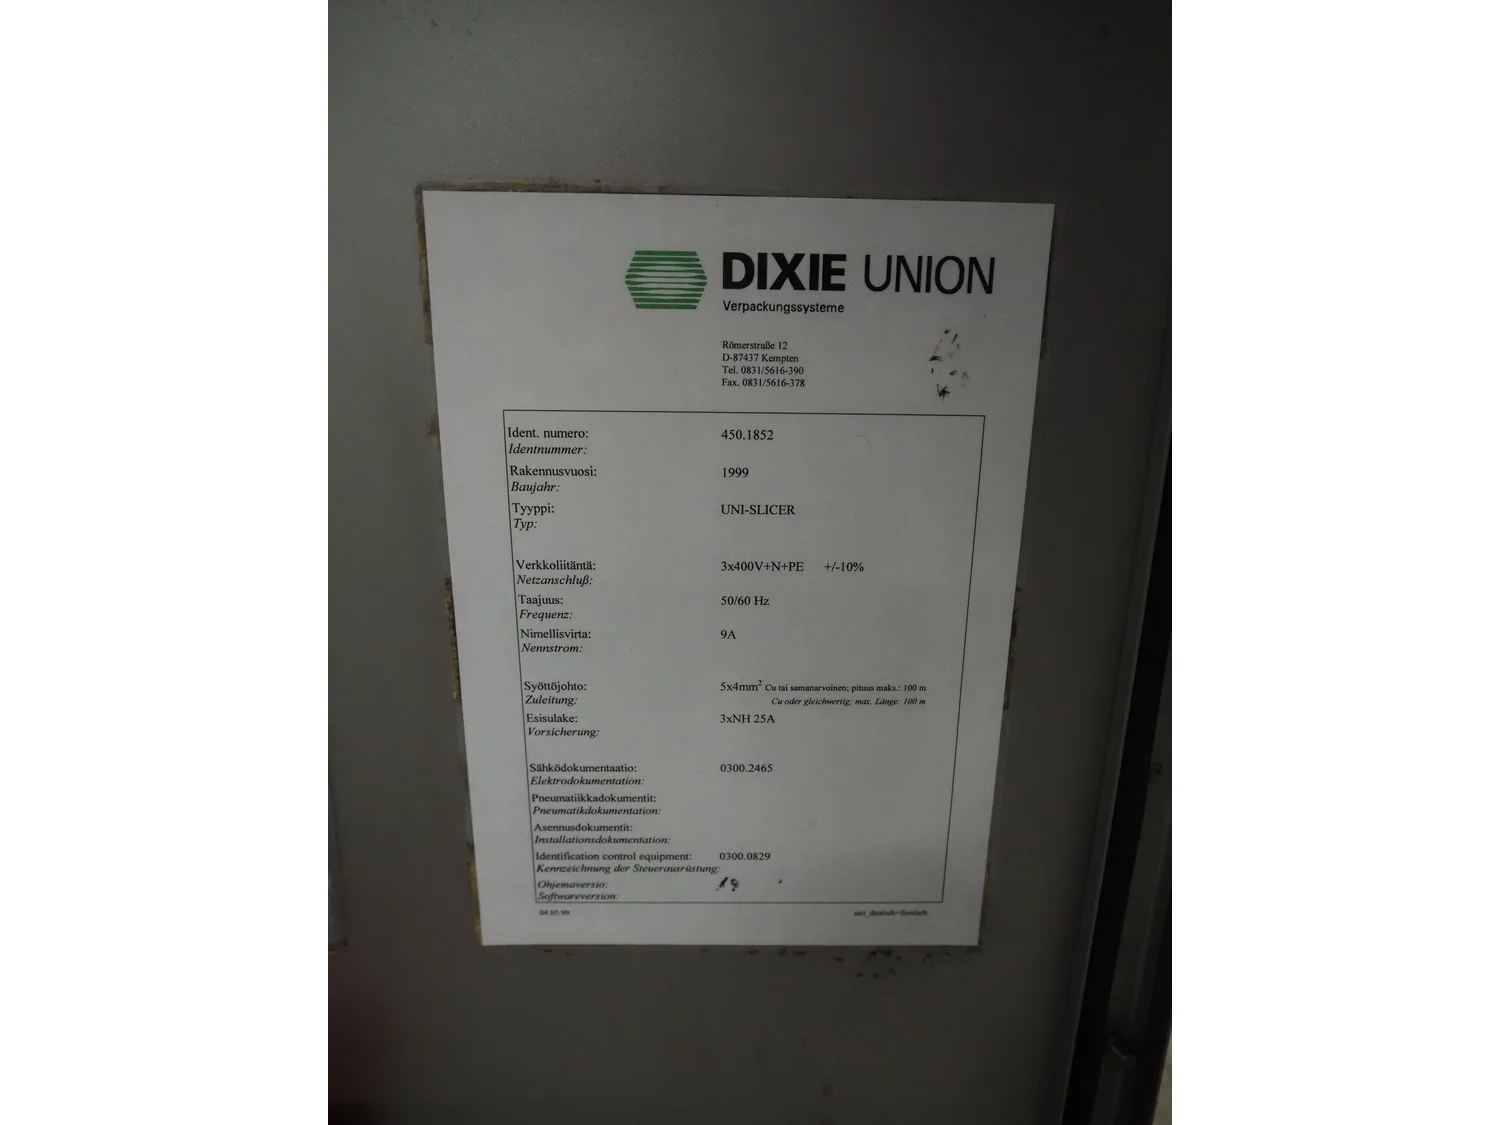 DIXIE UNION
Verpackungssysteme
Römerstraße 12
D-87437 Kempten
Tel. 0831/5616-390
Fax. 0831/5616-378
Ident. numero: 450.1852
Identnummer:
Rakennusvuosi: 1999
Baujahr:
Tyyppi: UNI-SLICER
Typ:
Verkkoliitäntä: 3x400V+N+PE +/-10%
Netzanschluß:
Taajuus: 50/60 Hz
Frequenz:
Nimellisvirta: 9A
Nennstrom:
Syöttöjohto: 5x4mm² Cu tai samanarvoinen; pituus maks.: 100 m
Zuleitung: Cu oder gleichwertig; max. Länge: 100 m
Esisulake: 3xNH 25A
Vorsicherung:
Sähködokumentaatio: 0300.2465
Elektrodokumentation:
Pneumatiikkadokumentit:
Pneumatikdokumentation:
Asennusdokumentit:
Installationsdokumentation:
Identification control equipment: 0300.0829
Kennzeichnung der Steuerausrüstung:
Ohjemaversio:
Softwareversion:
04.05.99 uni_deutsch+finnisch